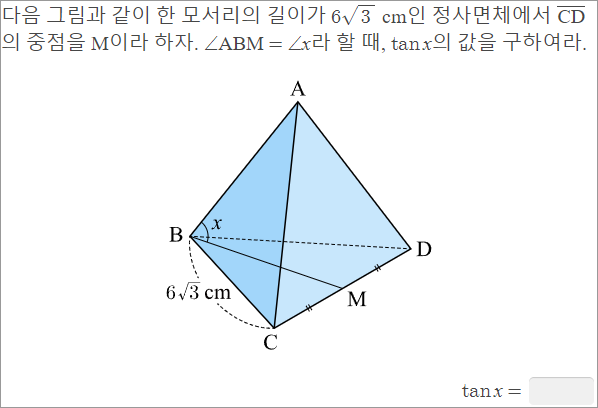 다음 그림과 같이 한 모서리의 길이가 6√3 cm인 정사면체에서 C̅D̅
의 중점을 M이라 하자. ∠ABM = ∠x라 할 때, tan x의 값을 구하여라.
A
B
x
D
6√3 cm
M
C
tan x =